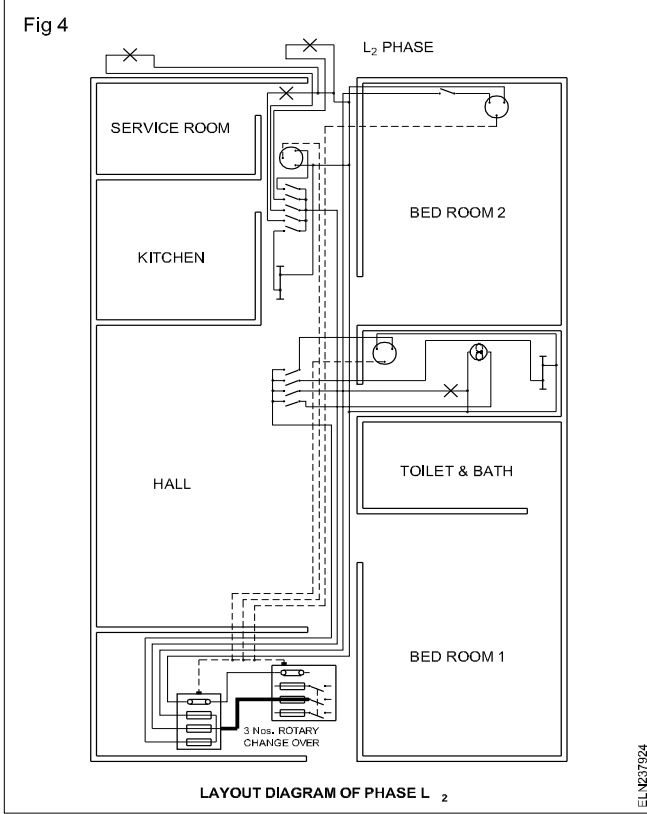 Fig 4
L2 PHASE
SERVICE ROOM
BED ROOM 2
KITCHEN
HALL
TOILET & BATH
BED ROOM 1
3 Nos. ROTARY
CHANGE OVER
LAYOUT DIAGRAM OF PHASE L 2
ELN237924